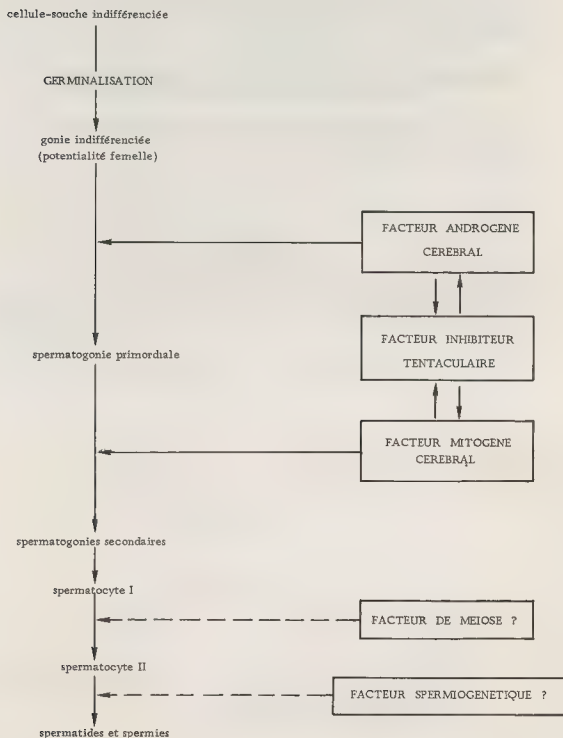 cellule-souche indifférenciée
GERMINALISATION
gonie indifférenciée
(potentialité femelle)
FACTEUR ANDROGENE
CEREBRAL
FACTEUR INHIBITEUR
TENTACULAIRE
spermatogonie primordiale
FACTEUR MITOGENE
CEREBRAL
spermatogonies secondaires
spermatocyte I
FACTEUR DE MEIOSE ?
spermatocyte II
FACTEUR SPERMIOGENETIQUE ?
spermatides et spermies